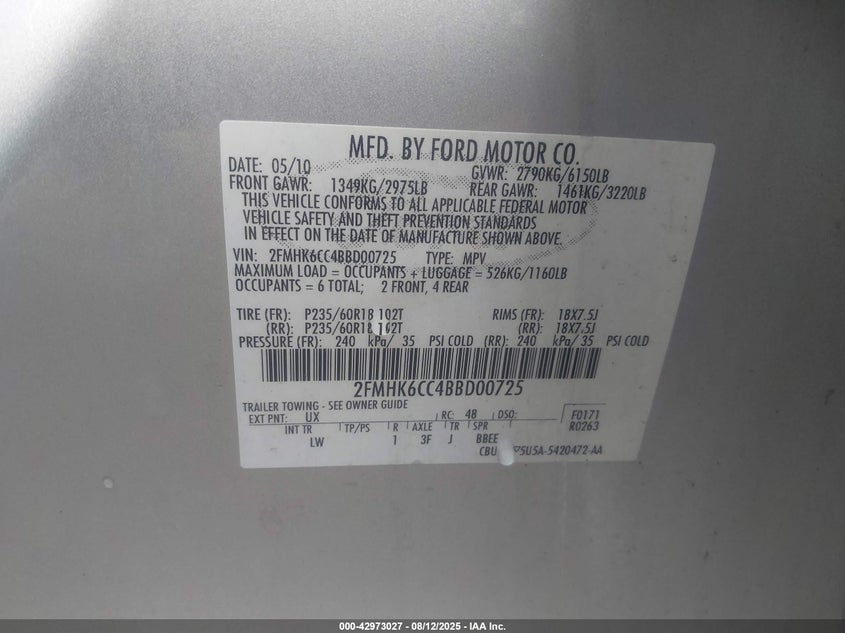 MFD. BY FORD MOTOR CO.
DATE: 05/10 GVWR: 2790KG/6150LB
FRONT GAWR: 1349KG/2975LB REAR GAWR: 1461KG/3220LB
THIS VEHICLE CONFORMS TO ALL APPLICABLE FEDERAL MOTOR
VEHICLE SAFETY AND THEFT PREVENTION STANDARDS
IN EFFECT ON THE DATE OF MANUFACTURE SHOWN ABOVE.
VIN: 2FMHK6CC4BBD00725 TYPE: MPV
MAXIMUM LOAD = OCCUPANTS + LUGGAGE = 526KG/1160LB
OCCUPANTS = 6 TOTAL; 2 FRONT, 4 REAR
TIRE (FR): P235/60R18 102T RIMS (FR): 18X7.5J
(RR): P235/60R18 102T (RR): 18X7.5J
PRESSURE (FR): 240 kPa/ 35 PSI COLD (RR): 240 kPa/ 35 PSI COLD
2FMHK6CC4BBD00725
TRAILER TOWING - SEE OWNER GUIDE
EXT PNT: UX RC: 48 DSO: F0171
INT TR TP/PS R AXLE TR SPR R0263
LW 1 3F J BBEE
CBU 5U5A-5420472-AA
000-42973027 - 08/12/2025 - IAA Inc.